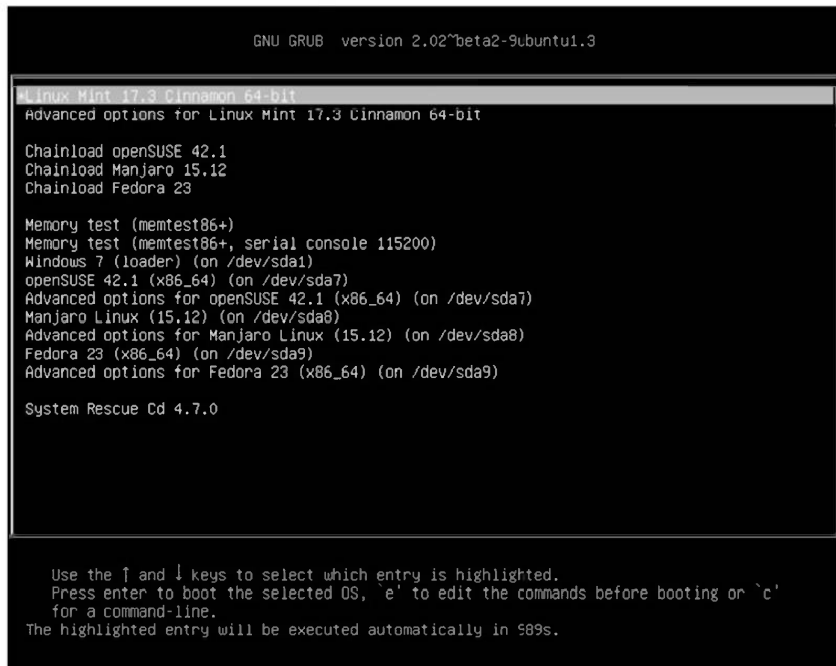 GNU GRUB version 2.02~beta2-9ubuntu1.3
*Linux Mint 17.3 Cinnamon 64-bit
Advanced options for Linux Mint 17.3 Cinnamon 64-bit
Chainload openSUSE 42.1
Chainload Manjaro 15.12
Chainload Fedora 23
Memory test (memtest86+)
Memory test (memtest86+, serial console 115200)
Windows 7 (loader) (on /dev/sda1)
openSUSE 42.1 (x86_64) (on /dev/sda7)
Advanced options for openSUSE 42.1 (x86_64) (on /dev/sda7)
Manjaro Linux (15.12) (on /dev/sda8)
Advanced options for Manjaro Linux (15.12) (on /dev/sda8)
Fedora 23 (x86_64) (on /dev/sda9)
Advanced options for Fedora 23 (x86_64) (on /dev/sda9)
System Rescue Cd 4.7.0
Use the ↑ and ↓ keys to select which entry is highlighted.
Press enter to boot the selected OS, `e' to edit the commands before booting or `c'
for a command-line.
The highlighted entry will be executed automatically in